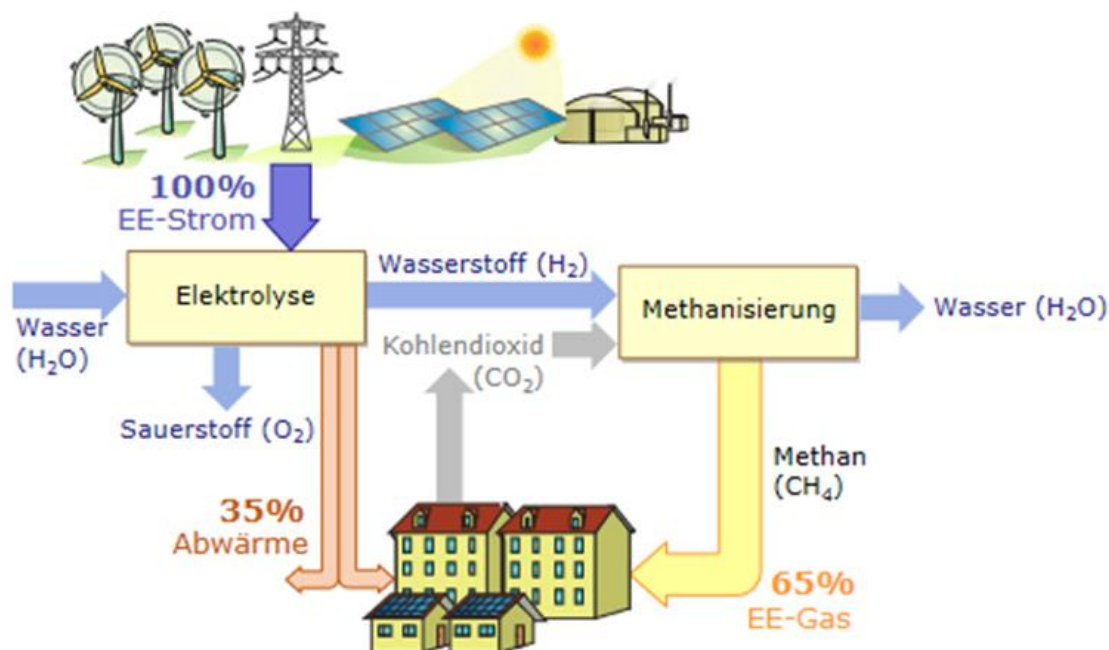 100%
EE-Strom
Elektrolyse
Wasserstoff (H₂)
Methanisierung
Wasser (H₂O)
Wasser
(H₂O)
Kohlendioxid
(CO₂)
Sauerstoff (O₂)
Methan
(CH₄)
35%
Abwärme
65%
EE-Gas